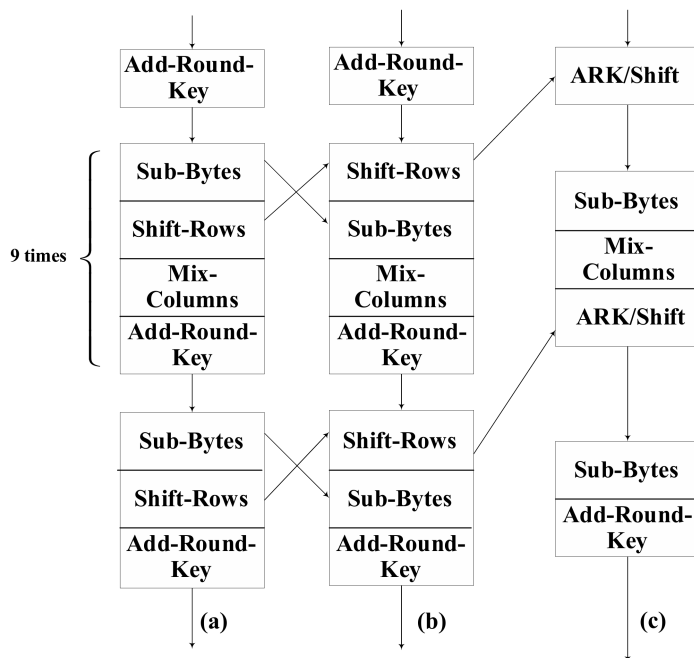 Add-Round-
Key
9 times
Sub-Bytes
Shift-Rows
Mix-
Columns
Add-Round-
Key
Sub-Bytes
Shift-Rows
Add-Round-
Key
(a)
Add-Round-
Key
Shift-Rows
Sub-Bytes
Mix-
Columns
Add-Round-
Key
Shift-Rows
Sub-Bytes
Add-Round-
Key
(b)
ARK/Shift
Sub-Bytes
Mix-
Columns
ARK/Shift
Sub-Bytes
Add-Round-
Key
(c)